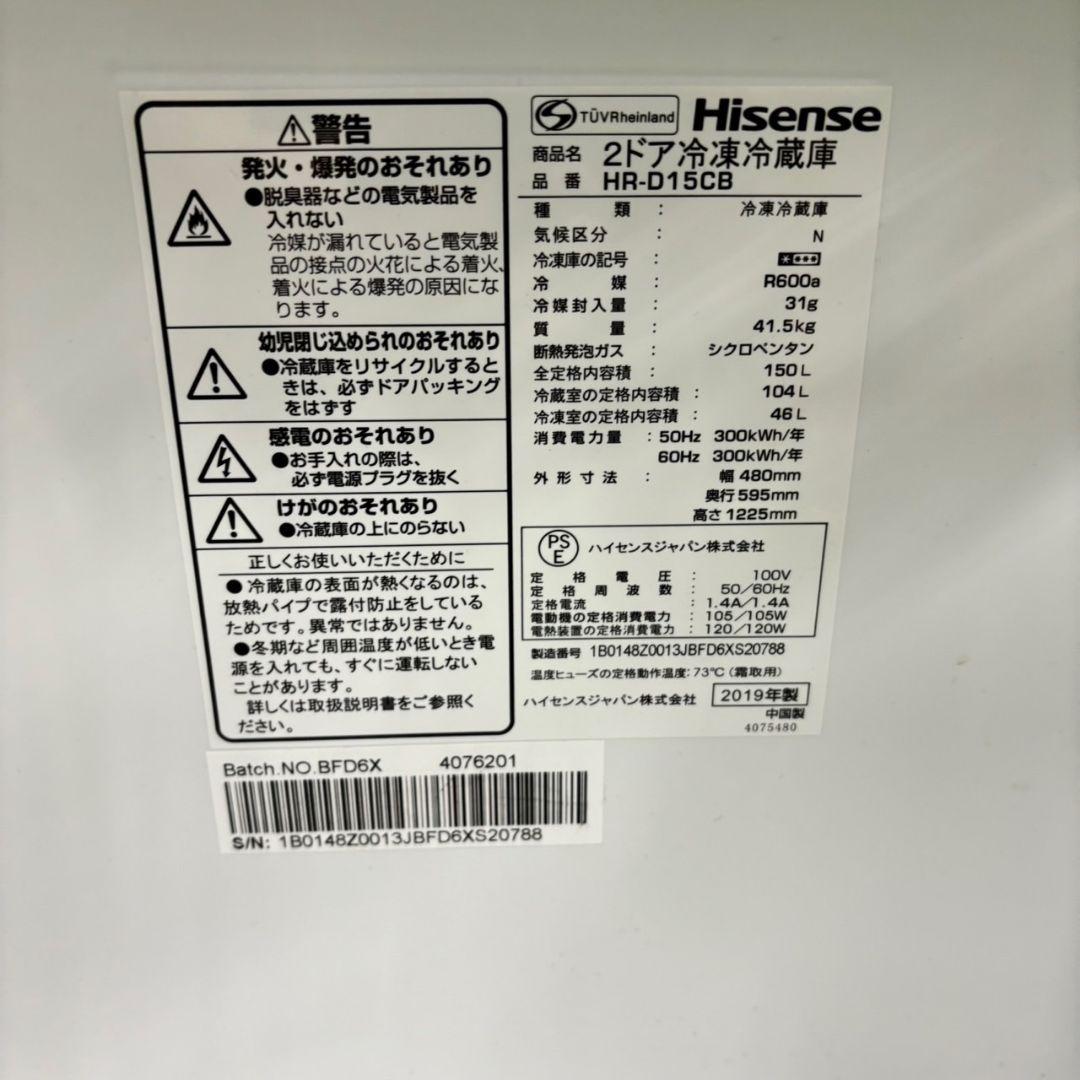 警告
発火・爆発のおそれあり
●脱臭器などの電気製品を
入れない
冷媒が漏れていると電気製
品の接点の火花による着火、
着火による爆発の原因にな
ります。
幼児閉じ込められのおそれあり
●冷蔵庫をリサイクルすると
きは、必ずドアパッキング
をはずす
感電のおそれあり
●お手入れの際は、
必ず電源プラグを抜く
けがのおそれあり
●冷蔵庫の上にのらない
正しくお使いいただくために
●冷蔵庫の表面が熱くなるのは、
放熱パイプで露付防止をしている
ためです。異常ではありません。
●冬期など周囲温度が低いとき電
源を入れても、すぐに運転しない
ことがあります。
詳しくは取扱説明書をご参照く
ださい。
TÜVRheinland Hisense
商品名 2ドア冷凍冷蔵庫
品番 HR-D15CB
種類：冷凍冷蔵庫
気候区分：N
冷凍庫の記号：
冷媒：R600a
冷媒封入量：31g
質量：41.5kg
断熱発泡ガス：シクロペンタン
全定格内容積：150L
冷蔵室の定格内容積：104L
冷凍室の定格内容積：46L
消費電力量：50Hz 300kWh/年
60Hz 300kWh/年
外形寸法：幅480mm
奥行595mm
高さ1225mm
PSE ハイセンスジャパン株式会社
定格電圧：100V
定格周波数：50/60Hz
定格電流：1.4A/1.4A
電動機の定格消費電力：105/105W
電熱装置の定格消費電力：120/120W
製造番号 1B0148Z0013JBFD6XS20788
温度ヒューズの定格動作温度：73℃（霜取用）
ハイセンスジャパン株式会社 2019年製
中国製
4075480
Batch.NO.BFD6X 4076201
S/N: 1B0148Z0013JBFD6XS20788